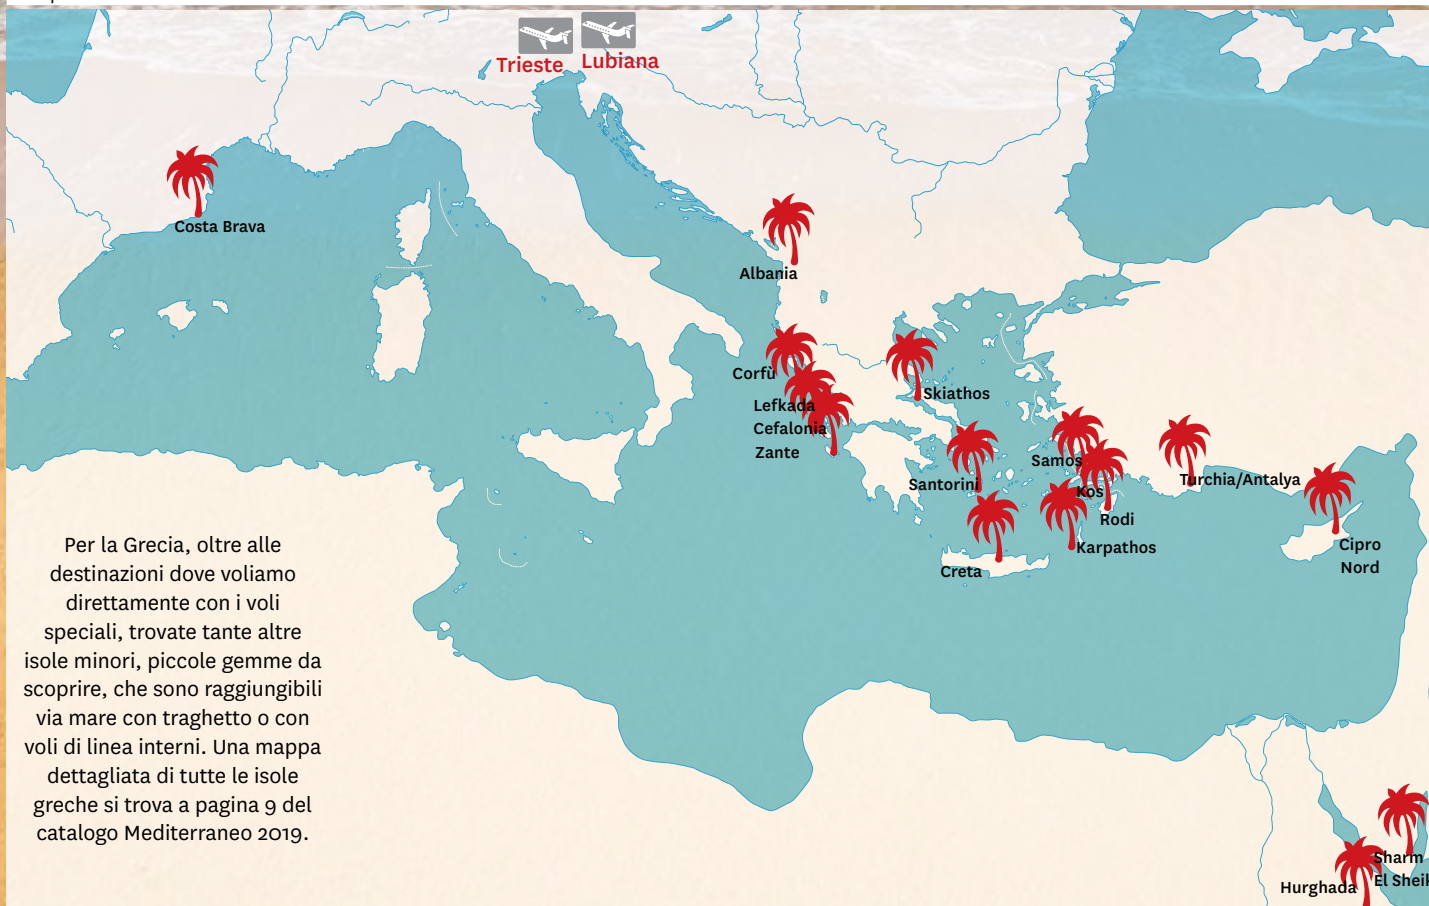 Trieste
Lubiana
Costa Brava
Albania
Corfù
Skiathos
Lefkada
Cefalonia
Zante
Samos
Santorini
Kos
Turchia/Antalya
Rodi
Karpathos
Creta
Cipro
Nord
Per la Grecia, oltre alle
destinazioni dove voliamo
direttamente con i voli
speciali, trovate tante altre
isole minori, piccole gemme da
scoprire, che sono raggiungibili
via mare con traghetto o con
voli di linea interni. Una mappa
dettagliata di tutte le isole
greche si trova a pagina 9 del
catalogo Mediterraneo 2019.
Sharm
El Sheik
Hurghada